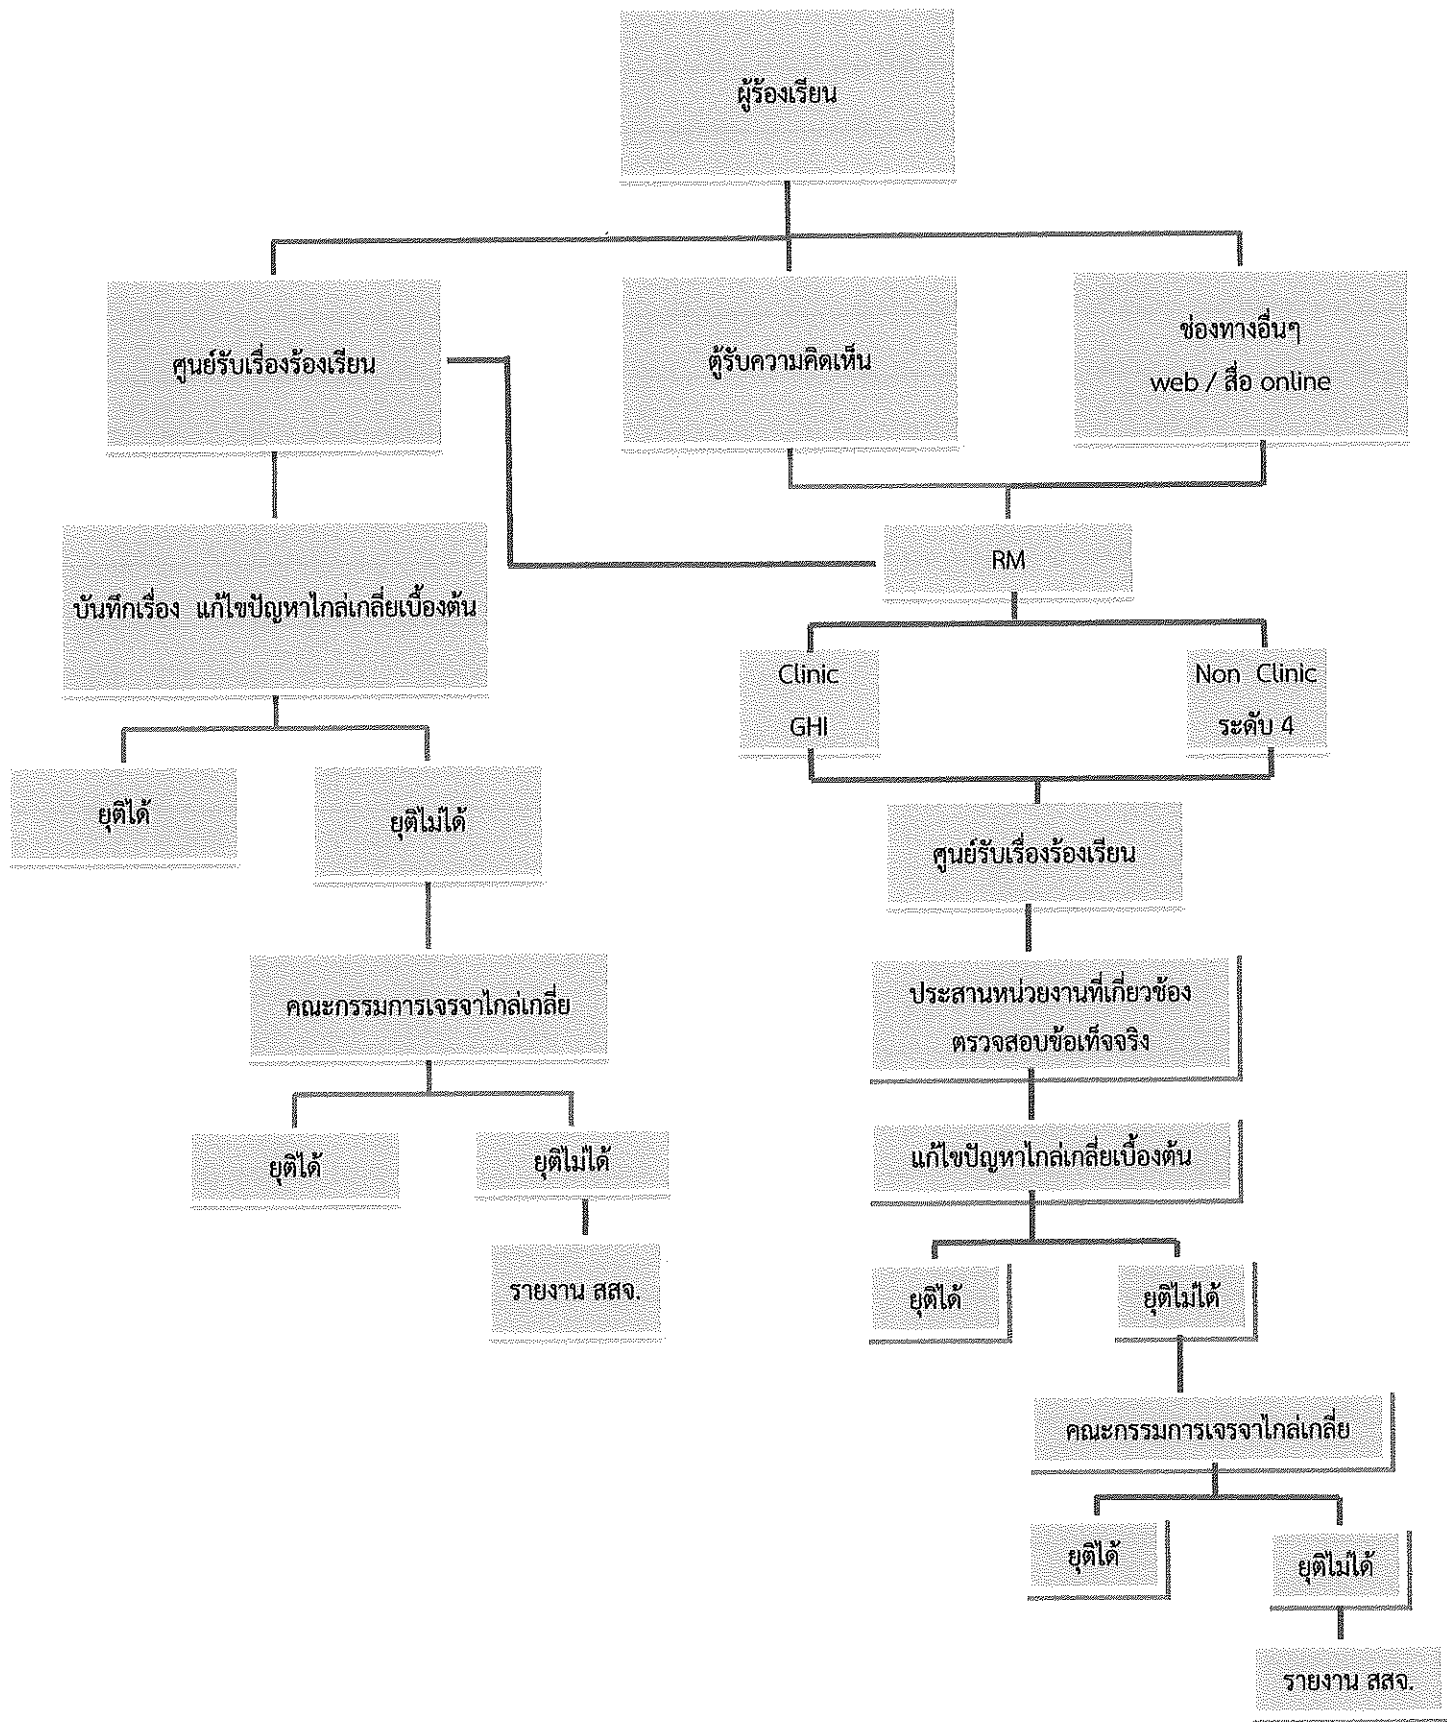 ผู้ร้องเรียน
ศูนย์รับเรื่องร้องเรียน
ตู้รับความคิดเห็น
ช่องทางอื่นๆ
web / สื่อ online
บันทึกเรื่อง แก้ไขปัญหาไกล่เกลี่ยเบื้องต้น
RM
Clinic
GHI
Non Clinic
ระดับ 4
ยุติได้
ยุติไม่ได้
ศูนย์รับเรื่องร้องเรียน
คณะกรรมการเจรจาไกล่เกลี่ย
ประสานหน่วยงานที่เกี่ยวข้อง
ตรวจสอบข้อเท็จจริง
ยุติได้
ยุติไม่ได้
แก้ไขปัญหาไกล่เกลี่ยเบื้องต้น
รายงาน สสจ.
ยุติได้
ยุติไม่ได้
คณะกรรมการเจรจาไกล่เกลี่ย
ยุติได้
ยุติไม่ได้
รายงาน สสจ.